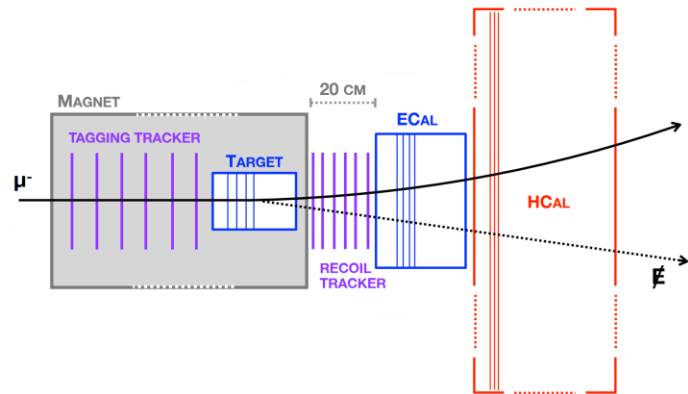 20 CM
MAGNET
ECAL
TAGGING TRACKER
TARGET
μ-
HCAL
RECOIL
TRACKER
E̸